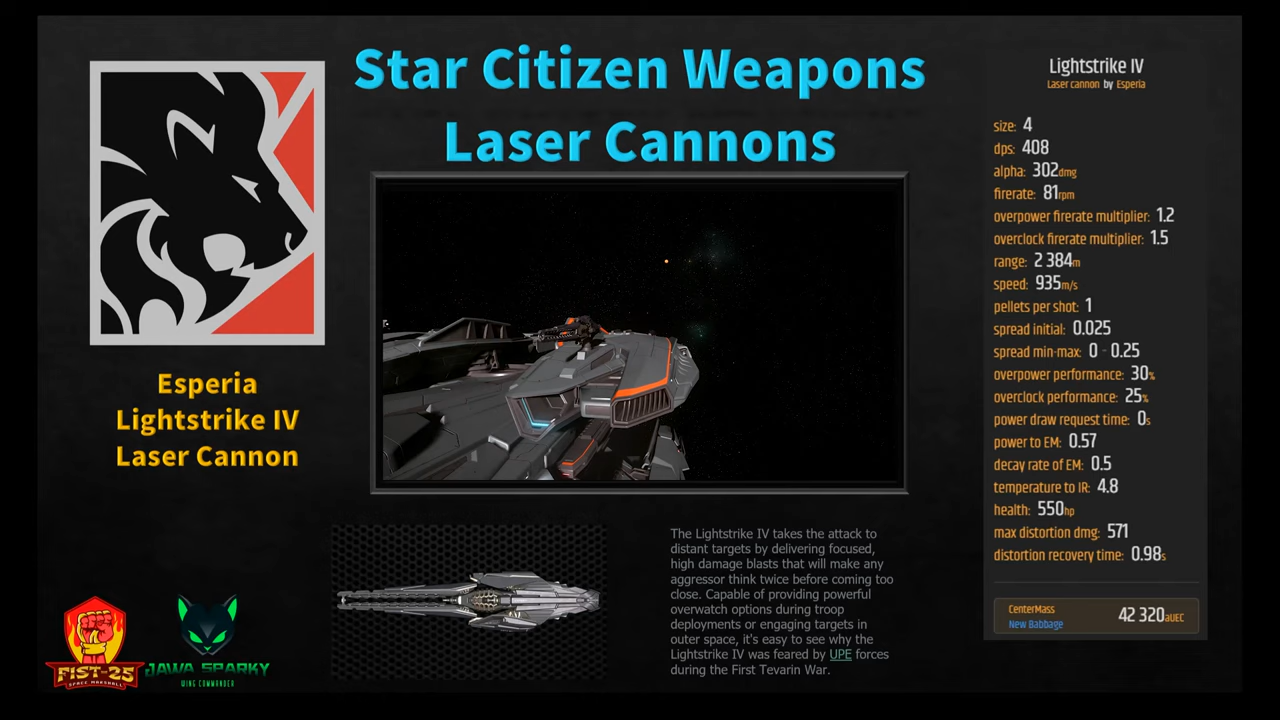 Star Citizen Weapons
Laser Cannons
Esperia
Lightstrike IV
Laser Cannon
The Lightstrike IV takes the attack to
distant targets by delivering focused,
high damage blasts that will make any
aggressor think twice before coming too
close. Capable of providing powerful
overwatch options during troop
deployments or engaging targets in
outer space, it's easy to see why the
Lightstrike IV was feared by UPE forces
during the First Tevarin War.
Lightstrike IV
Laser cannon by Esperia
size: 4
dps: 408
alpha: 302dmg
firerate: 81rpm
overpower firerate multiplier: 1.2
overclock firerate multiplier: 1.5
range: 2 384m
speed: 935m/s
pellets per shot: 1
spread initial: 0.025
spread min-max: 0 - 0.25
overpower performance: 30%
overclock performance: 25%
power draw request time: 0s
power to EM: 0.57
decay rate of EM: 0.5
temperature to IR: 4.8
health: 550hp
max distortion dmg: 571
distortion recovery time: 0.98s
CenterMass
New Babbage
42 320aUEC
FIST-25
SPACE MARSHALL
JAWA SPARKY
WING COMMANDER